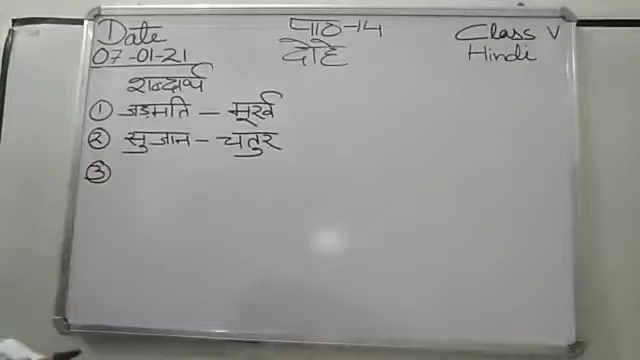 Date पाठ-14 Class V
07-01-21 दोहे Hindi
शब्दार्थ
① जड़मति - मूर्ख
② सुजान - चतुर
③